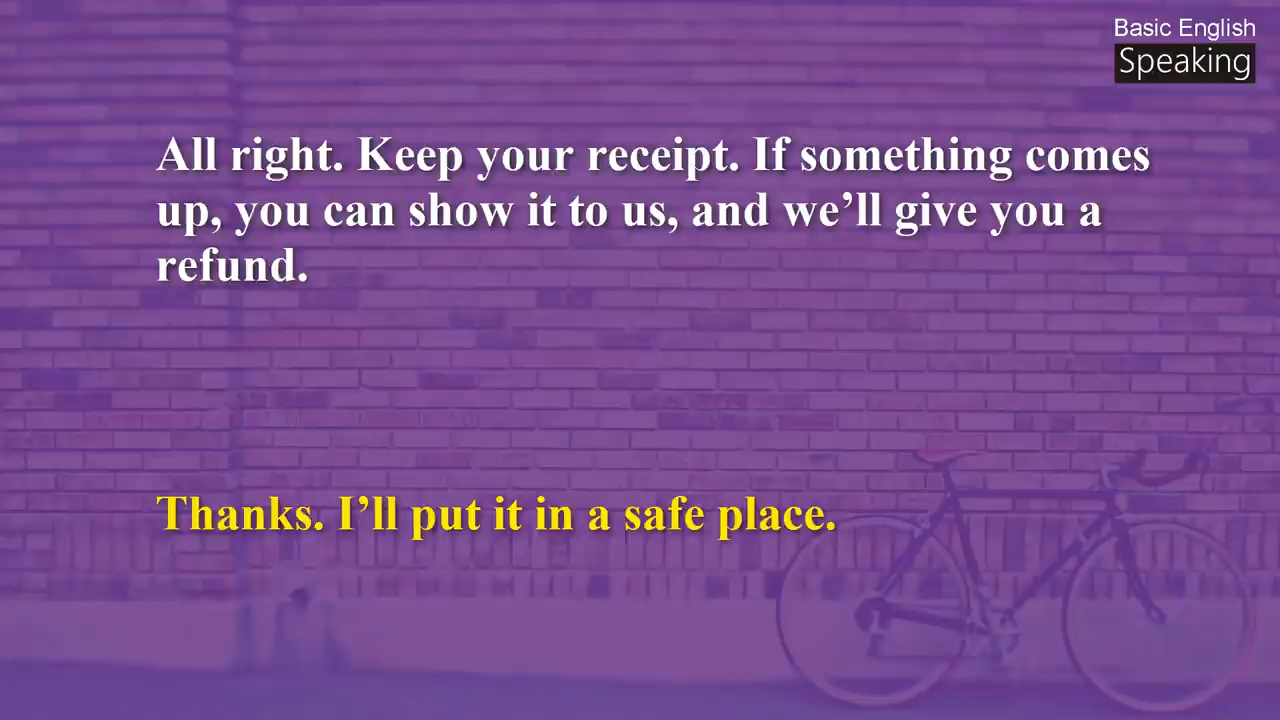 Basic English
Speaking
All right. Keep your receipt. If something comes
up, you can show it to us, and we’ll give you a
refund.
Thanks. I’ll put it in a safe place.